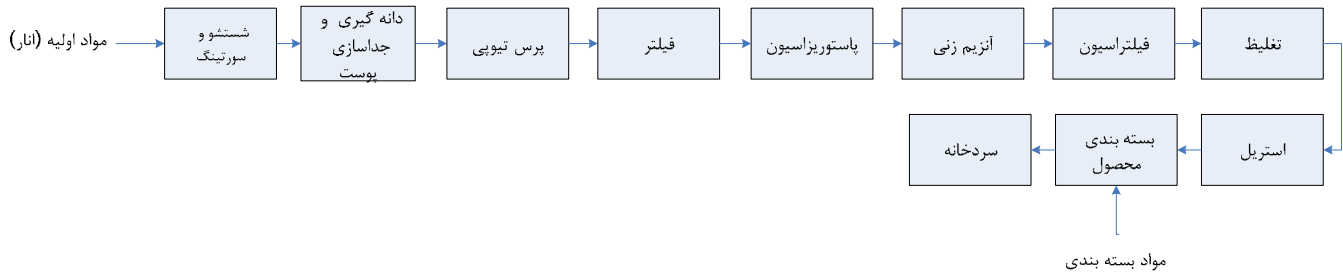 مواد اولیه (انار)
شستشو و
سورتینگ
دانه گیری و
جداسازی
پوست
پرس تیوپی
فیلتر
پاستوریزاسیون
آنزیم زنی
فیلتراسیون
تغلیظ
استریل
بسته بندی
محصول
سردخانه
مواد بسته بندی